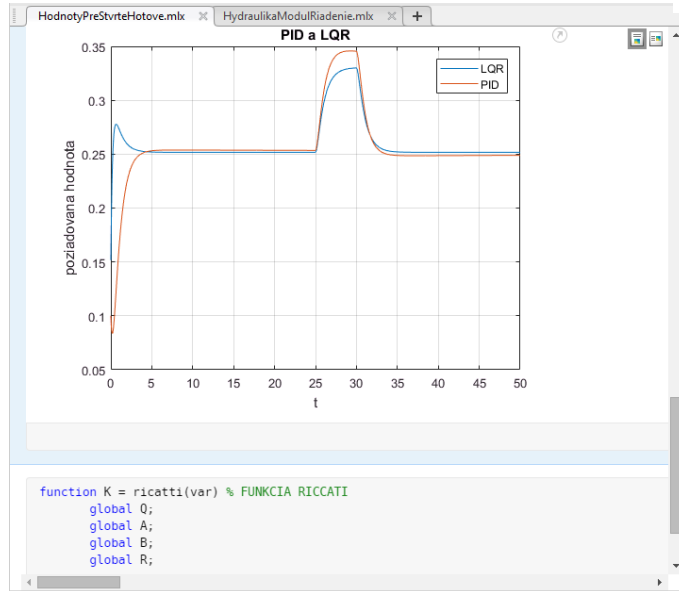 HodnotyPreStvrteHotove.mlx × HydraulikaModulRiadenie.mlx × +
PID a LQR
0.35
0.3
0.25
0.2
0.15
0.1
0.05
poziadovana hodnota
LQR
PID
0 5 10 15 20 25 30 35 40 45 50
t
function K = ricatti(var) % FUNKCIA RICCATI
global Q;
global A;
global B;
global R;